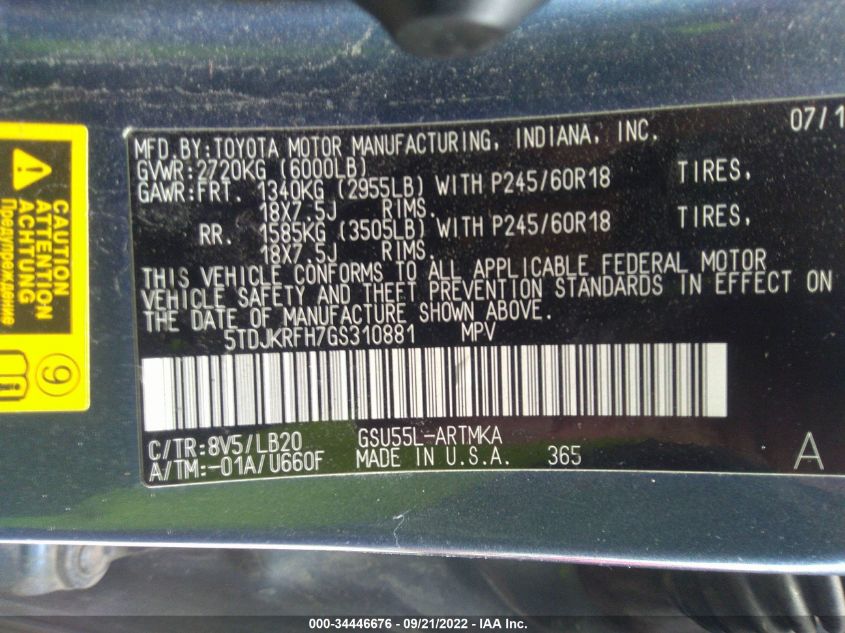 MFD.BY:TOYOTA MOTOR MANUFACTURING, INDIANA, INC. 07/1
GVWR:2720KG (6000LB)
GAWR:FRT. 1340KG (2955LB) WITH P245/60R18 TIRES.
18X7.5J RIMS.
RR. 1585KG (3505LB) WITH P245/60R18 TIRES.
18X7.5J RIMS.
THIS VEHICLE CONFORMS TO ALL APPLICABLE FEDERAL MOTOR
VEHICLE SAFETY AND THEFT PREVENTION STANDARDS IN EFFECT ON
THE DATE OF MANUFACTURE SHOWN ABOVE.
5TDJKRFH7GS310881 MPV
C/TR:8V5/LB20 GSU55L-ARTMKA
A/TM:-01A/U660F MADE IN U.S.A. 365 A
CAUTION
ATTENTION
ACHTUNG
Предупреждение
9
000-34446676 - 09/21/2022 - IAA Inc.